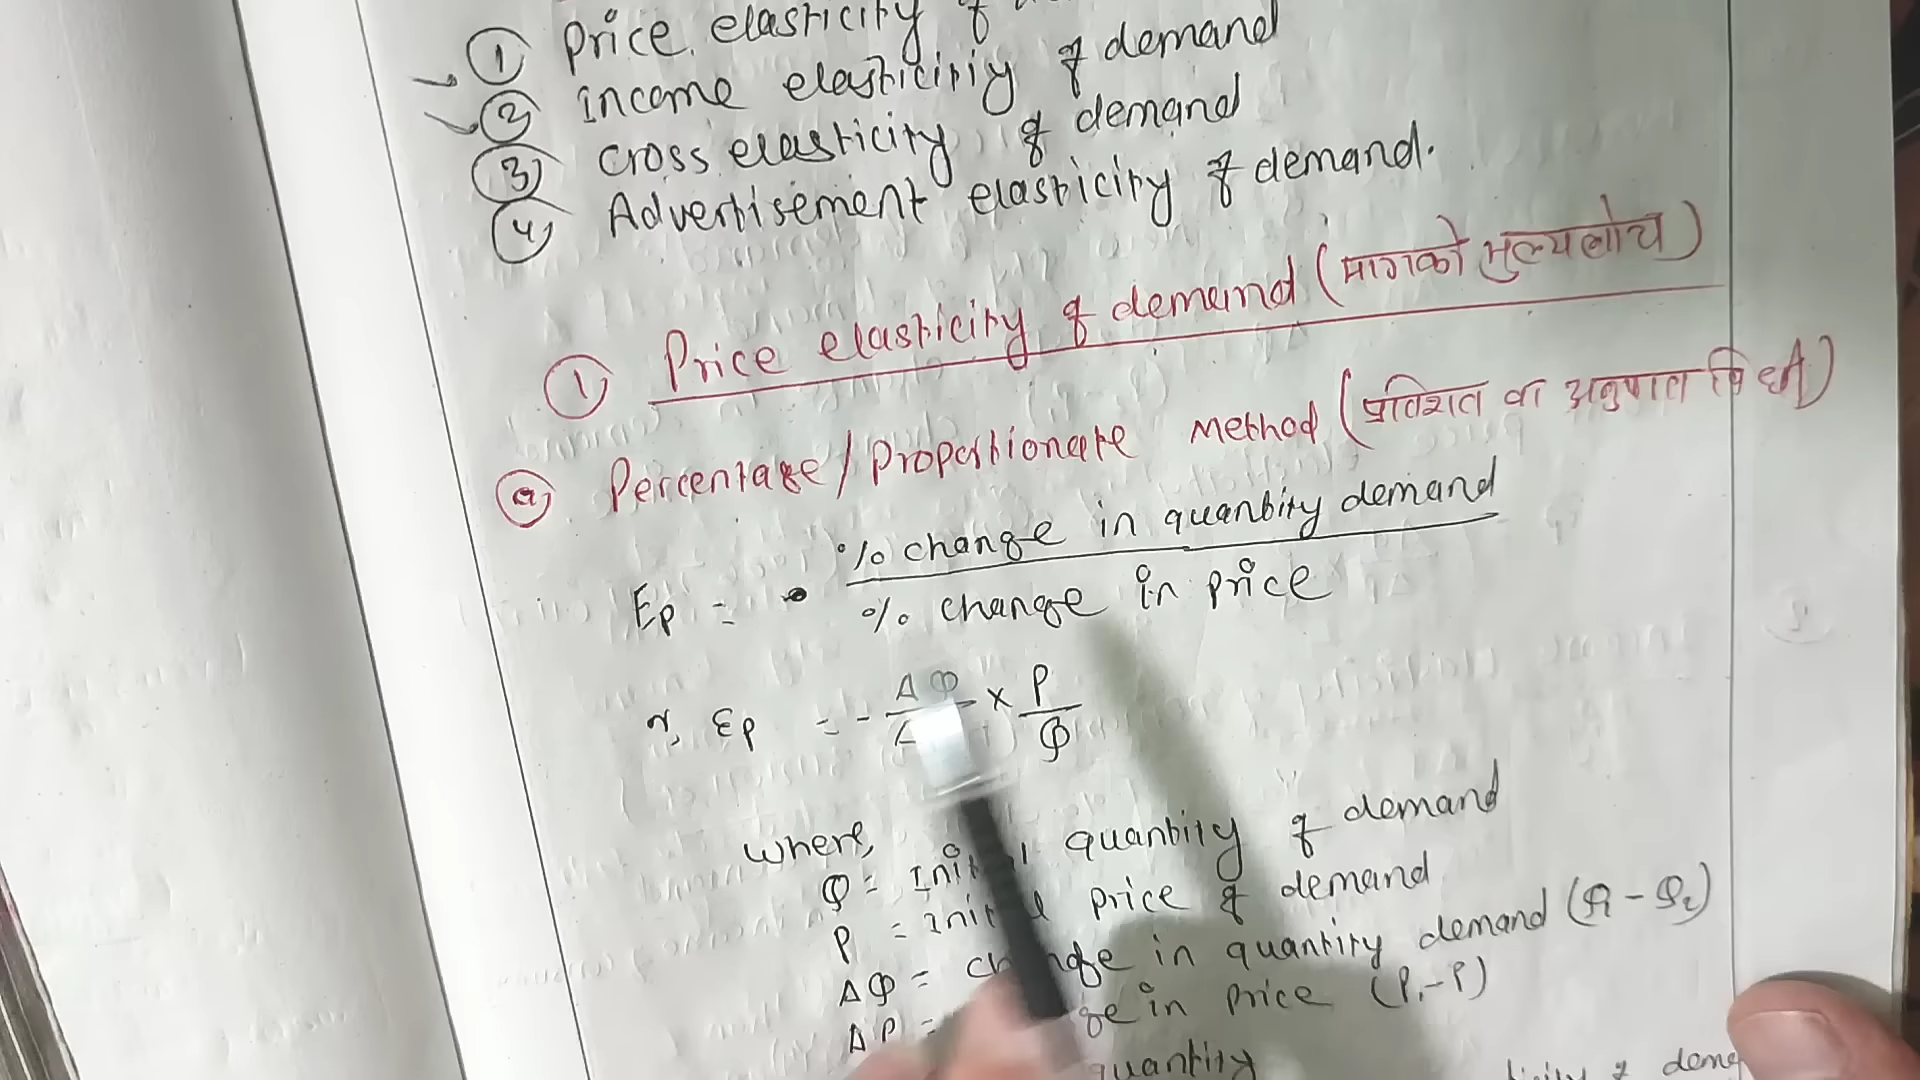 ① Price elasticity of
② income elasticity of demand
③ cross elasticity of demand
④ Advertisement elasticity of demand.
① Price elasticity of demand (मागको मुल्यलोच)
ⓐ Percentage/Proportionate Method (प्रतिशत वा अनुपात विधी)
Ep = - % change in quantity demand / % change in price
or, Ep = - ΔQ / Δ × P / Q
where,
Q = Initial quantity of demand
P = initial price of demand
ΔQ = change in quantity demand (Q1 - Q2)
ΔP = in price (P1-P)
quantity